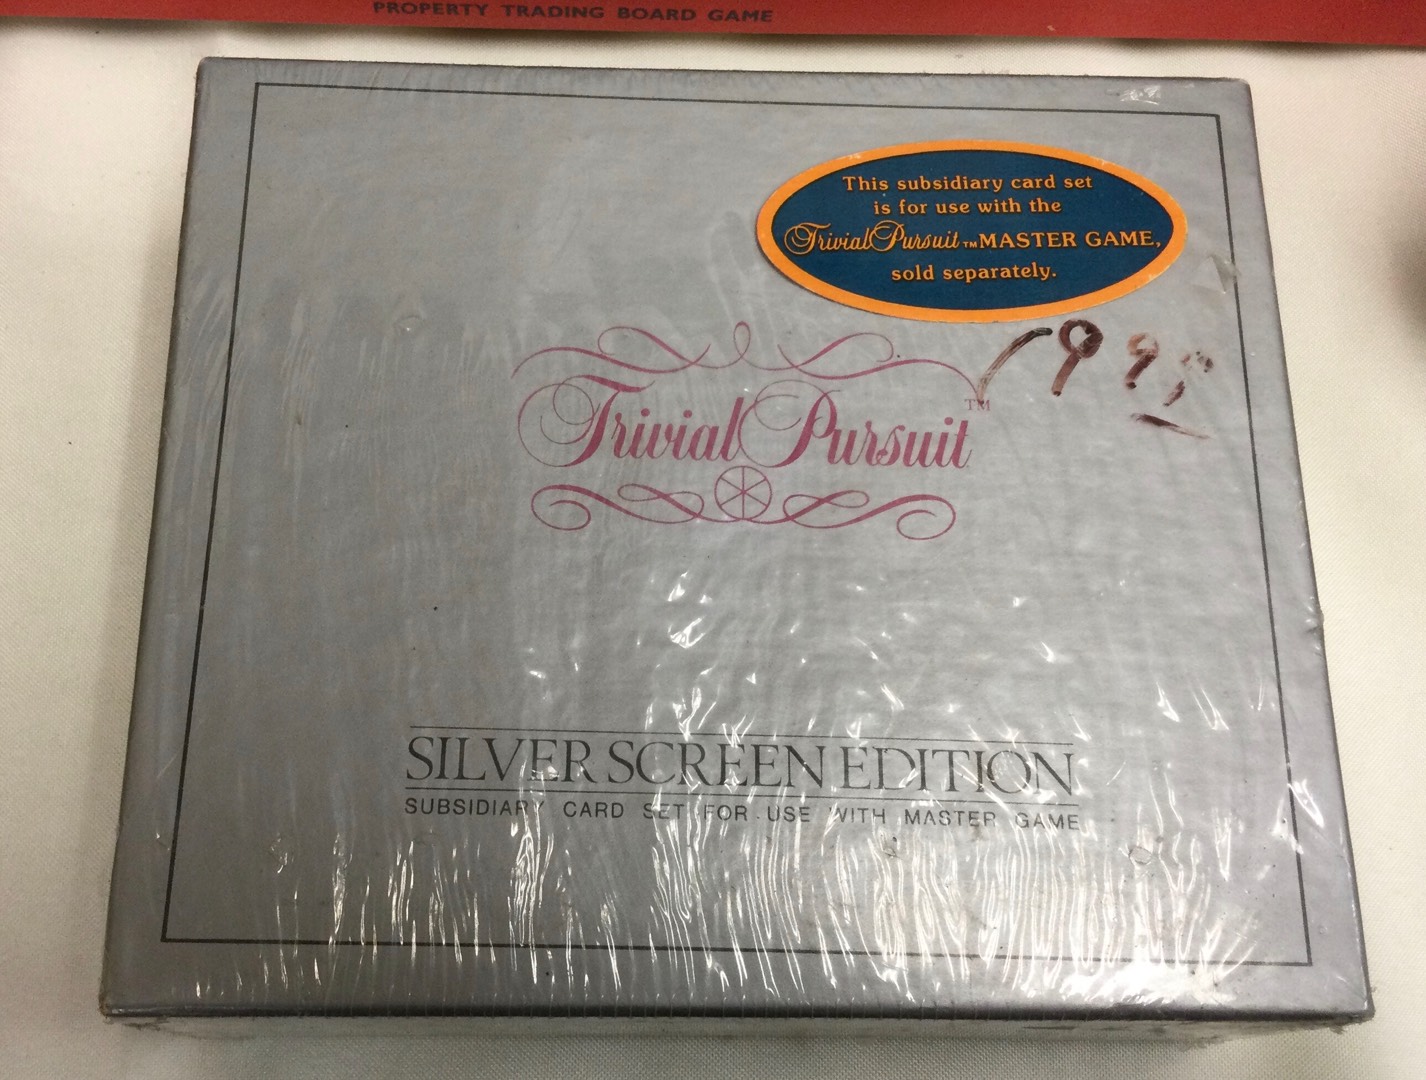 PROPERTY TRADING BOARD GAME
This subsidiary card set
is for use with the
Trivial Pursuit TM MASTER GAME,
sold separately.
Trivial Pursuit TM
SILVER SCREEN EDITION
SUBSIDIARY CARD SET FOR USE WITH MASTER GAME